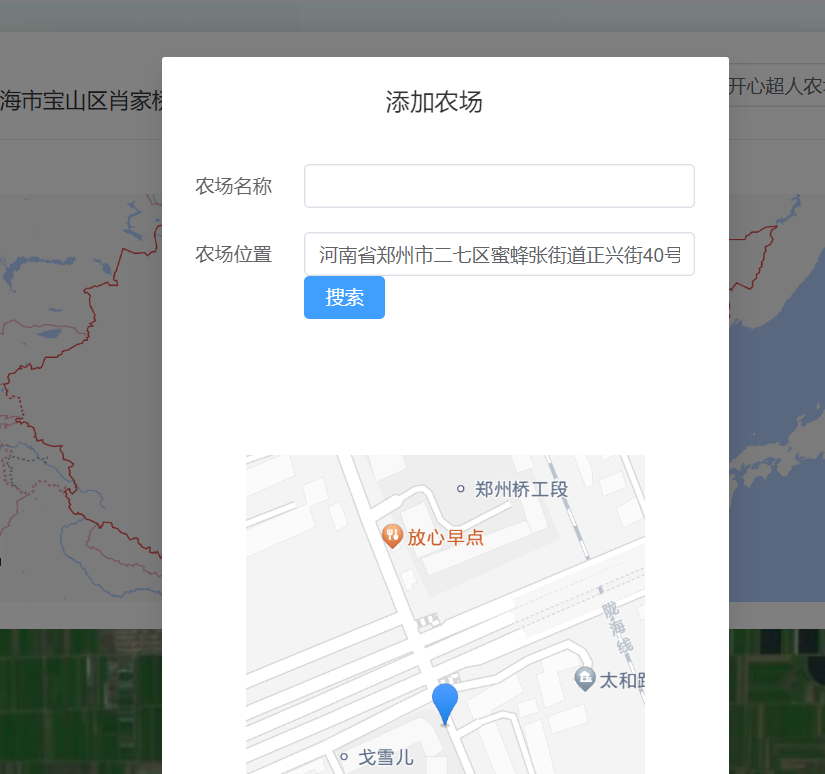 添加农场
海市宝山区肖家桥
开心超人农场
农场名称
农场位置
河南省郑州市二七区蜜蜂张街道正兴街40号
搜索
郑州桥工段
放心早点
陇海线
太和路
戈雪儿